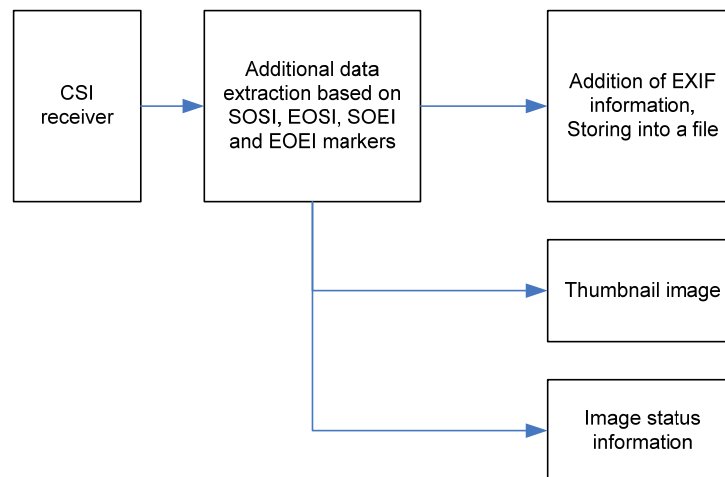 CSI
receiver
Additional data
extraction based on
SOSI, EOSI, SOEI
and EOEI markers
Addition of EXIF
information,
Storing into a file
Thumbnail image
Image status
information